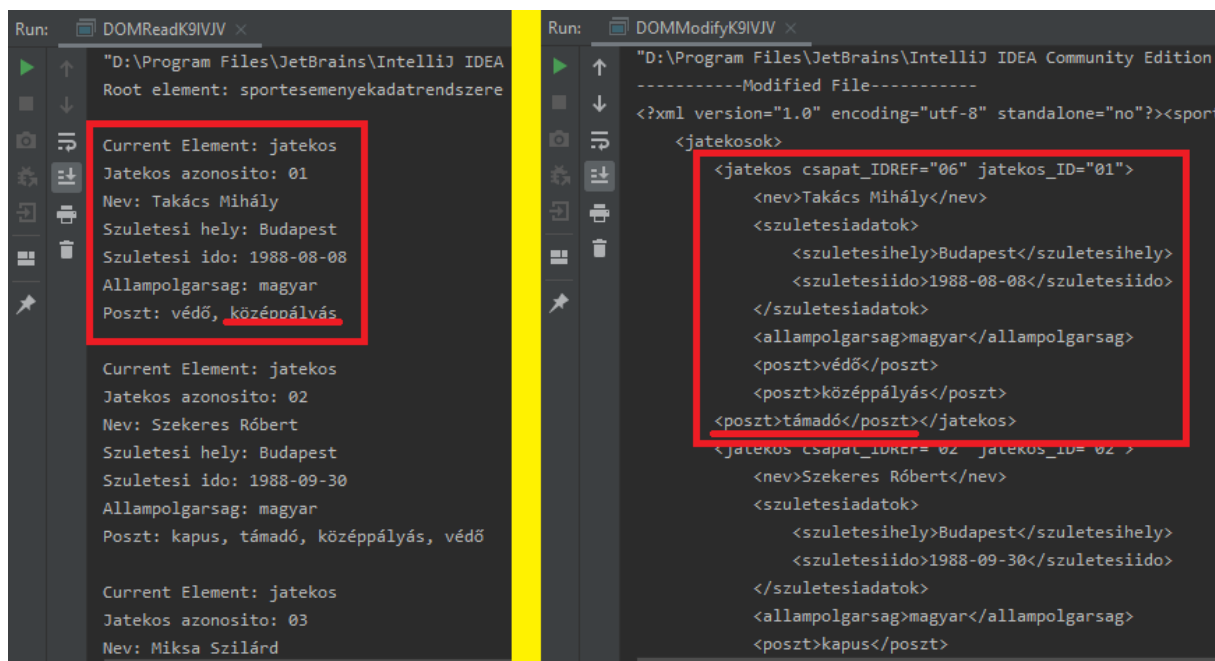 Run: DOMReadK9IVJV ×
"D:\Program Files\JetBrains\IntelliJ IDEA
Root element: sportesemenyekadatrendszere
Current Element: jatekos
Jatekos azonosito: 01
Nev: Takács Mihály
Szuletesi hely: Budapest
Szuletesi ido: 1988-08-08
Allampolgarsag: magyar
Poszt: védő, középpályás
Current Element: jatekos
Jatekos azonosito: 02
Nev: Szekeres Róbert
Szuletesi hely: Budapest
Szuletesi ido: 1988-09-30
Allampolgarsag: magyar
Poszt: kapus, támadó, középpályás, védő
Current Element: jatekos
Jatekos azonosito: 03
Nev: Miksa Szilárd
Run: DOMModifyK9IVJV ×
"D:\Program Files\JetBrains\IntelliJ IDEA Community Edition
-----------Modified File-----------
<?xml version="1.0" encoding="utf-8" standalone="no"?><sport
<jatekosok>
<jatekos csapat_IDREF="06" jatekos_ID="01">
<nev>Takács Mihály</nev>
<szuletesiadatok>
<szuletesihely>Budapest</szuletesihely>
<szuletesiido>1988-08-08</szuletesiido>
</szuletesiadatok>
<allampolgarsag>magyar</allampolgarsag>
<poszt>védő</poszt>
<poszt>középpályás</poszt>
<poszt>támadó</poszt></jatekos>
<jatekos csapat_IDREF="02" jatekos_ID="02">
<nev>Szekeres Róbert</nev>
<szuletesiadatok>
<szuletesihely>Budapest</szuletesihely>
<szuletesiido>1988-09-30</szuletesiido>
</szuletesiadatok>
<allampolgarsag>magyar</allampolgarsag>
<poszt>kapus</poszt>